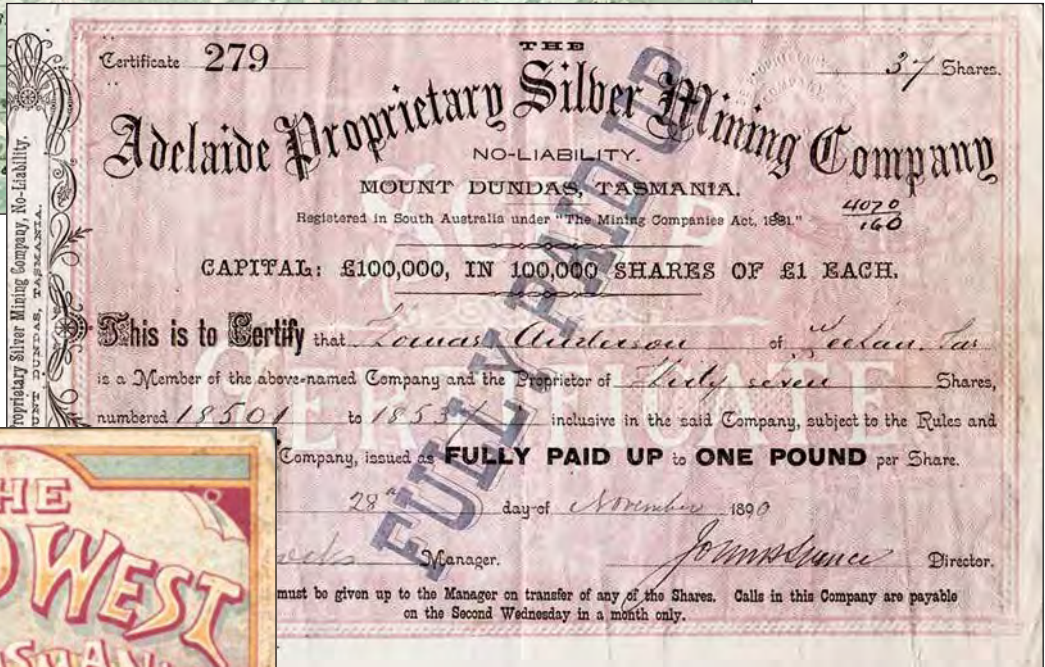 Certificate 279
37 Shares.
THE
Adelaide Proprietary Silver Mining Company
NO-LIABILITY.
MOUNT DUNDAS, TASMANIA.
Registered in South Australia under "The Mining Companies Act, 1881."
4070
160
CAPITAL: £100,000, IN 100,000 SHARES OF £1 EACH.
SCRIP
CERTIFICATE.
This is to Certify that Anderson of Zeehan. Tas
is a Member of the above-named Company and the Proprietor of Thirty seven Shares,
numbered 18501 to 18537 inclusive in the said Company, subject to the Rules and
Company, issued as FULLY PAID UP to ONE POUND per Share.
28th day of November 1890
Manager. Director.
must be given up to the Manager on transfer of any of the Shares. Calls in this Company are payable
on the Second Wednesday in a month only.
FULLY PAID UP
Proprietary Silver Mining Company, No-Liability.
MOUNT DUNDAS, TASMANIA.
THE
WEST